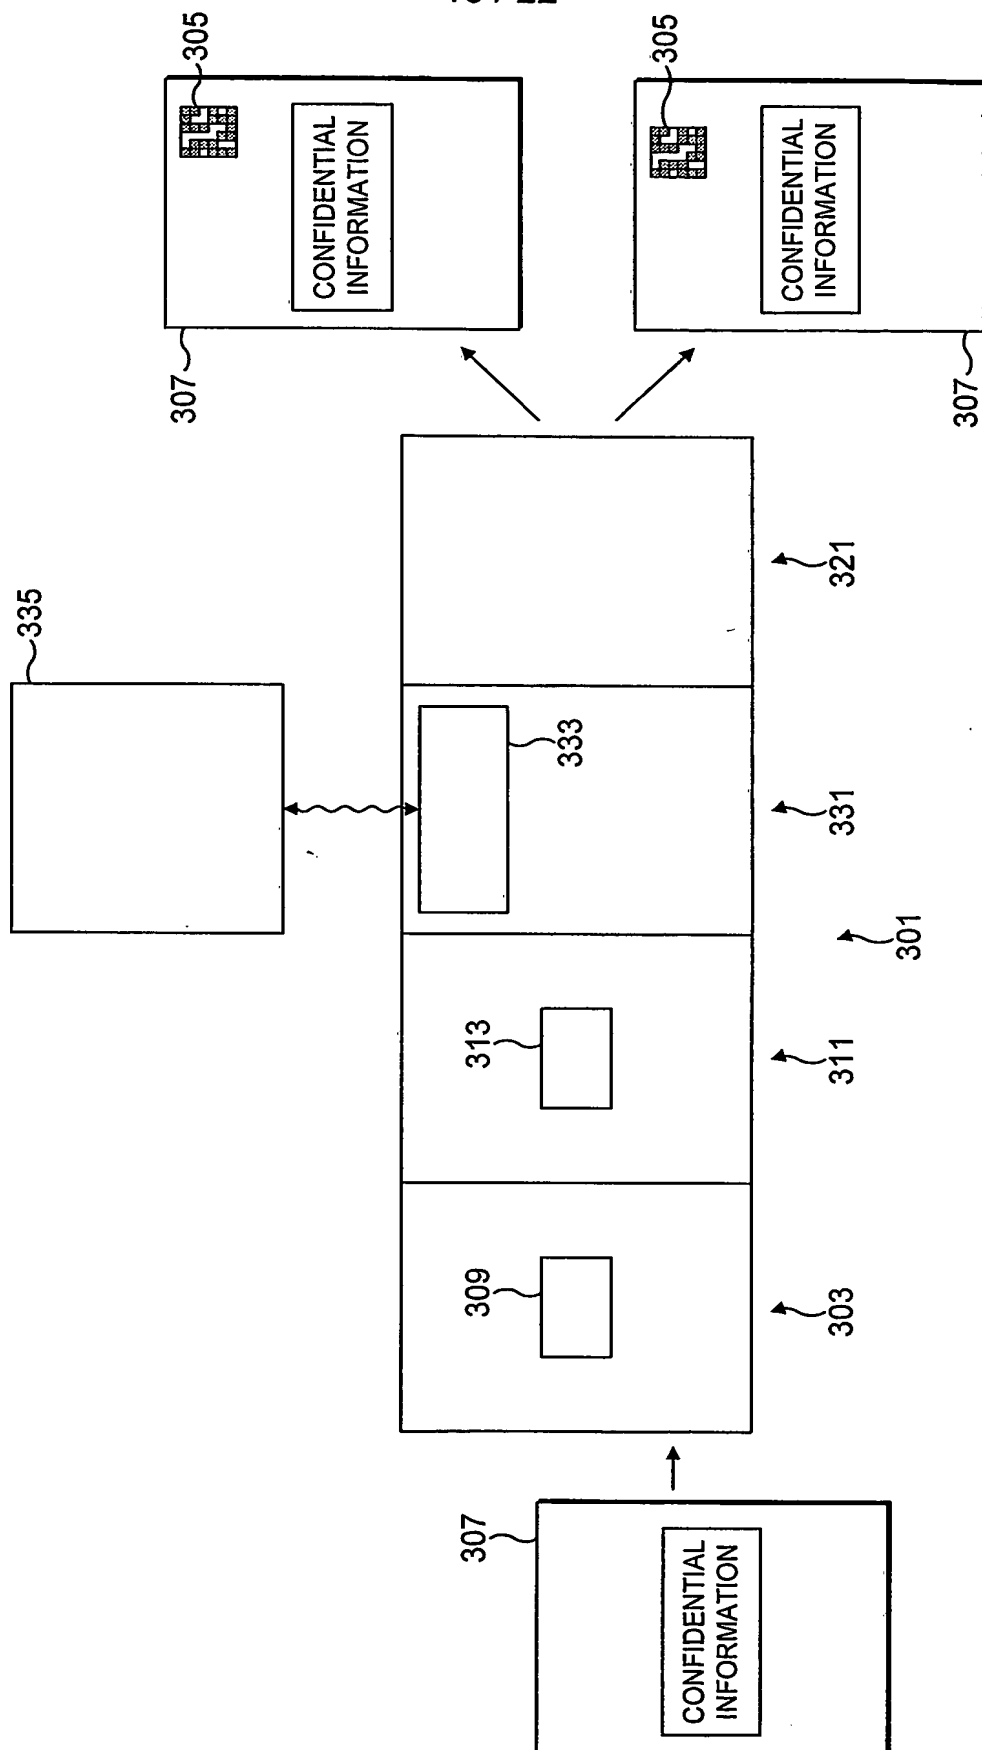 305
CONFIDENTIAL
INFORMATION
307
305
CONFIDENTIAL
INFORMATION
307
335
333
321
331
301
313
311
309
303
307
CONFIDENTIAL
INFORMATION